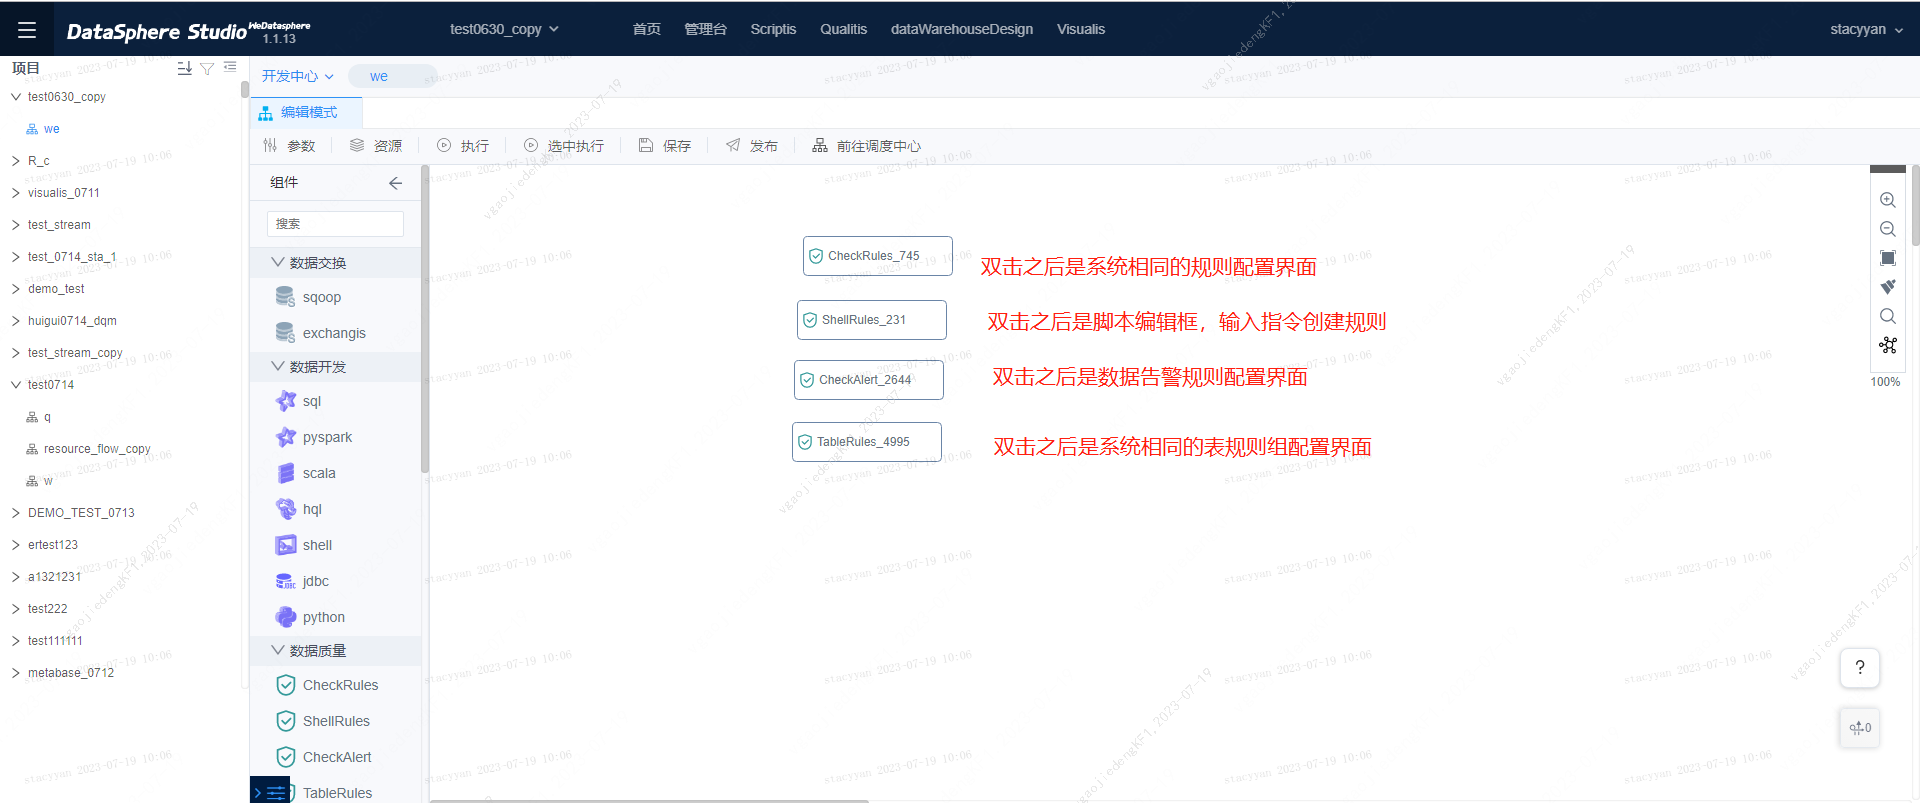 DataSphere Studio WeDatasphere 1.1.13
test0630_copy
首页 管理台 Scriptis Qualitis dataWarehouseDesign Visualis
stacyyan
项目
test0630_copy
we
R_c
visualis_0711
test_stream
test_0714_sta_1
demo_test
huigui0714_dqm
test_stream_copy
test0714
q
resource_flow_copy
w
DEMO_TEST_0713
ertest123
a1321231
test222
test111111
metabase_0712
开发中心 we
编辑模式
参数 资源 执行 选中执行 保存 发布 前往调度中心
组件
搜索
数据交换
sqoop
exchangis
数据开发
sql
pyspark
scala
hql
shell
jdbc
python
数据质量
CheckRules
ShellRules
CheckAlert
TableRules
CheckRules_745 双击之后是系统相同的规则配置界面
ShellRules_231 双击之后是脚本编辑框，输入指令创建规则
CheckAlert_2644 双击之后是数据告警规则配置界面
TableRules_4995 双击之后是系统相同的表规则组配置界面
100%
?
0
stacyyan 2023-07-19 10:06
vgaojiedengKF1,2023-07-19